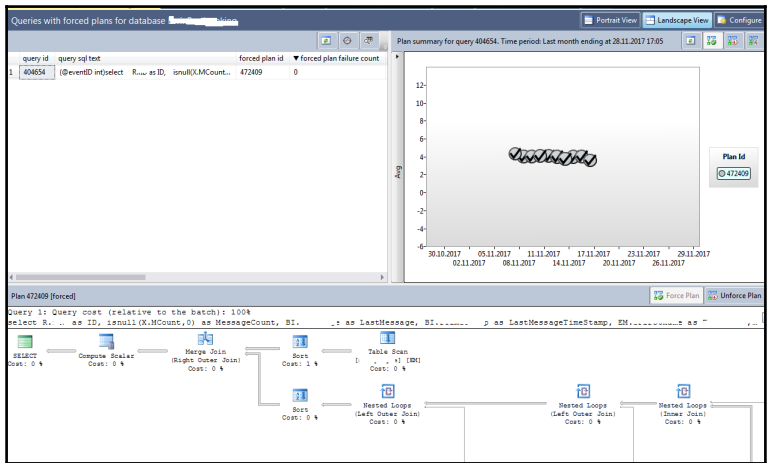 Queries with forced plans for database
Portrait View
Landscape View
Configure
Plan summary for query 404654. Time period: Last month ending at 28.11.2017 17:05
query id
query sql text
forced plan id
▼ forced plan failure count
1
404654
(@eventID int)select
as ID,
isnull(X.MCount...
472409
0
12-
10-
8-
6-
4-
2-
0-
-2-
-4-
-6-
Avg
30.10.2017
05.11.2017
11.11.2017
17.11.2017
23.11.2017
29.11.2017
02.11.2017
08.11.2017
14.11.2017
20.11.2017
26.11.2017
Plan Id
472409
Plan 472409 [forced]
Force Plan
Unforce Plan
Query 1: Query cost (relative to the batch): 100%
select R. as ID, isnull(X.MCount,0) as MessageCount, BI. as LastMessage, as LastMessageTimeStamp, as
SELECT
Cost: 0 %
Compute Scalar
Cost: 0 %
Merge Join
(Right Outer Join)
Cost: 0 %
Sort
Cost: 1 %
Table Scan
[EM]
Cost: 0 %
Sort
Cost: 0 %
Nested Loops
(Left Outer Join)
Cost: 0 %
Nested Loops
(Left Outer Join)
Cost: 0 %
Nested Loops
(Inner Join)
Cost: 0 %